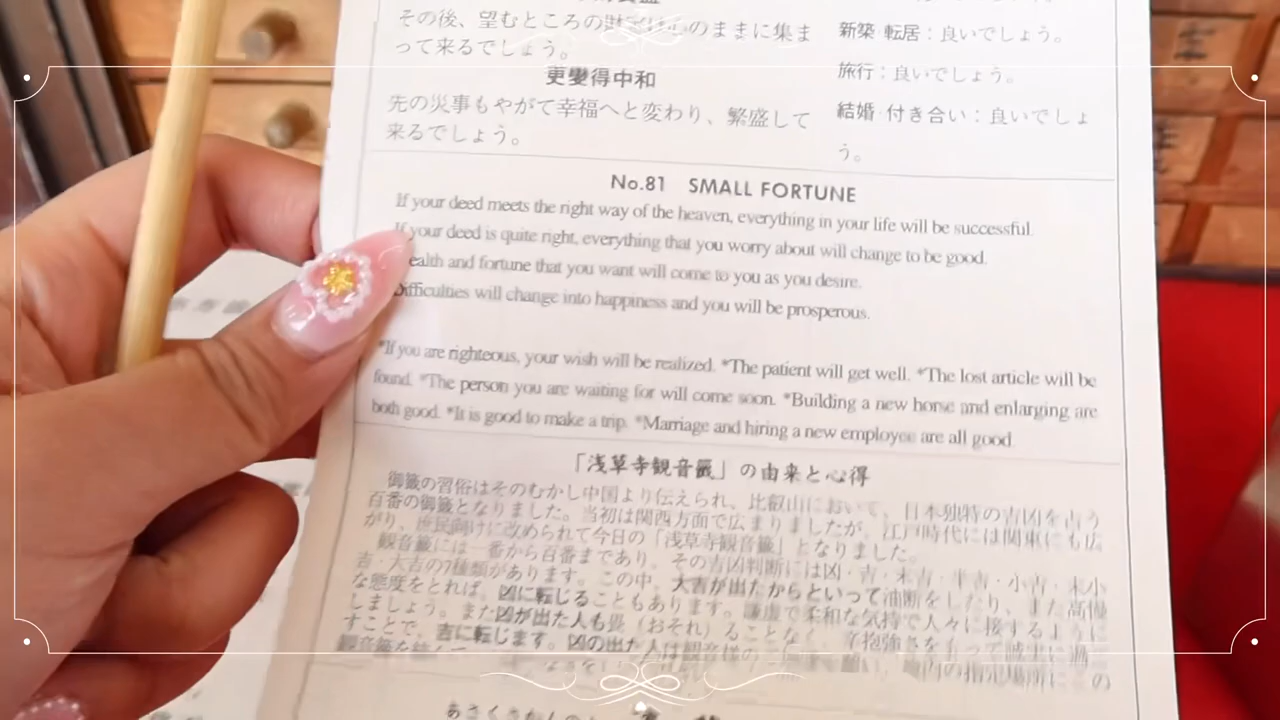 その後、望むところの財宝は心のままに集ま
って来るでしょう。
更變得中和
先の災事もやがて幸福へと変わり、繁盛して
来るでしょう。
新築 転居：良いでしょう。
旅行：良いでしょう。
結婚 付き合い：良いでしょ
う。
No.81 SMALL FORTUNE
If your deed meets the right way of the heaven, everything in your life will be successful.
If your deed is quite right, everything that you worry about will change to be good.
ealth and fortune that you want will come to you as you desire.
Difficulties will change into happiness and you will be prosperous.
*If you are righteous, your wish will be realized. *The patient will get well. *The lost article will be
found. *The person you are waiting for will come soon. *Building a new horse and enlarging are
both good. *It is good to make a trip. *Marriage and hiring a new employee are all good
「浅草寺観音籤」の由来と心得
御籤の習俗はそのむかし中国より伝えられ、比叡山において、日本独特の吉凶を占う
百番の御籤となりました。当初は関西方面で広まりましたが、江戸時代には関東にも広
がり、庶民向けに改められて今日の「浅草寺観音籤」となりました。
観音籤には一番から百番まであり、その吉凶判断には凶・吉・末吉・半吉・小吉・末小
吉・大吉の7種類があります。この中、大吉が出たからといって油断をしたり、また高慢
な態度をとれば、凶に転じることもあります。謙虚で柔和な気持で人々に接するように
しましょう。また凶が出た人も畏（おそれ）ることなく、辛抱強さをもって誠実に過
すことで、吉に転じます。凶の出た人は観音様の
観音籤を
の指定場所に この